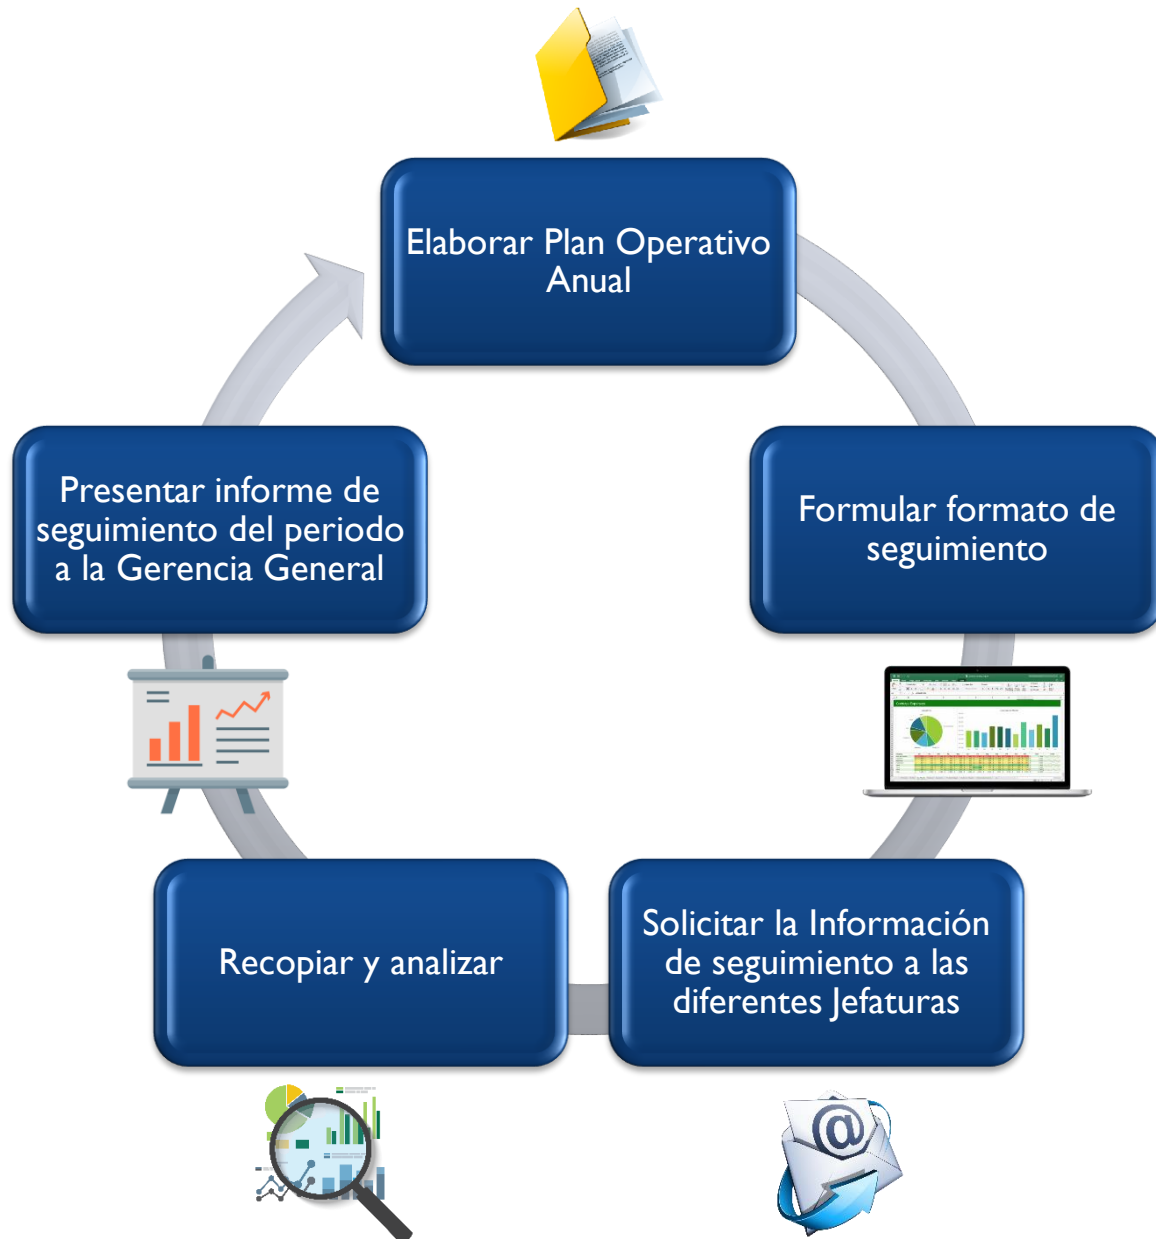 Elaborar Plan Operativo
Anual
Formular formato de
seguimiento
Solicitar la Información
de seguimiento a las
diferentes Jefaturas
Recopiar y analizar
Presentar informe de
seguimiento del periodo
a la Gerencia General
@